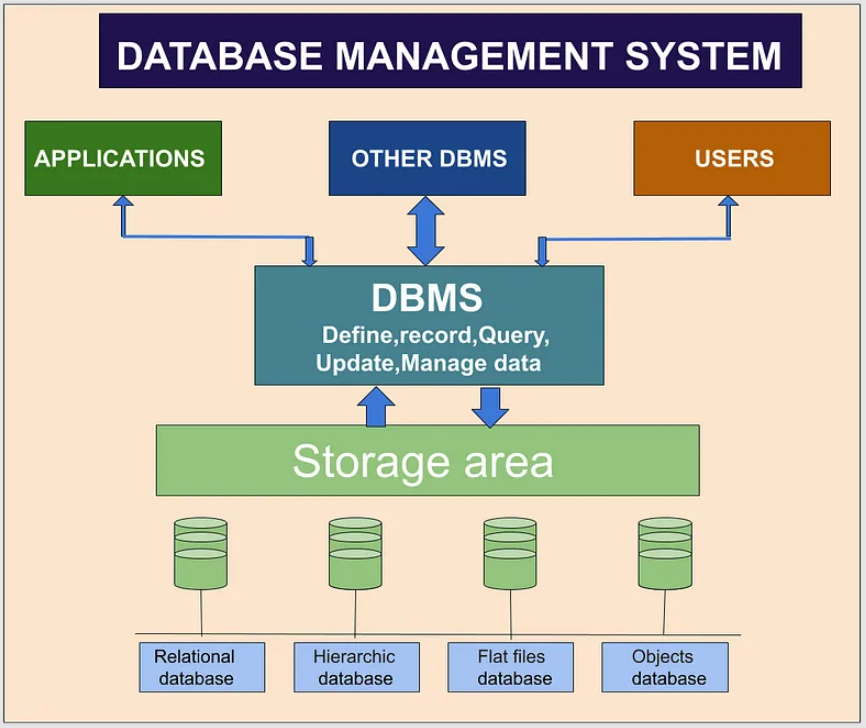 DATABASE MANAGEMENT SYSTEM
APPLICATIONS
OTHER DBMS
USERS
DBMS
Define,record,Query,
Update,Manage data
Storage area
Relational
database
Hierarchic
database
Flat files
database
Objects
database